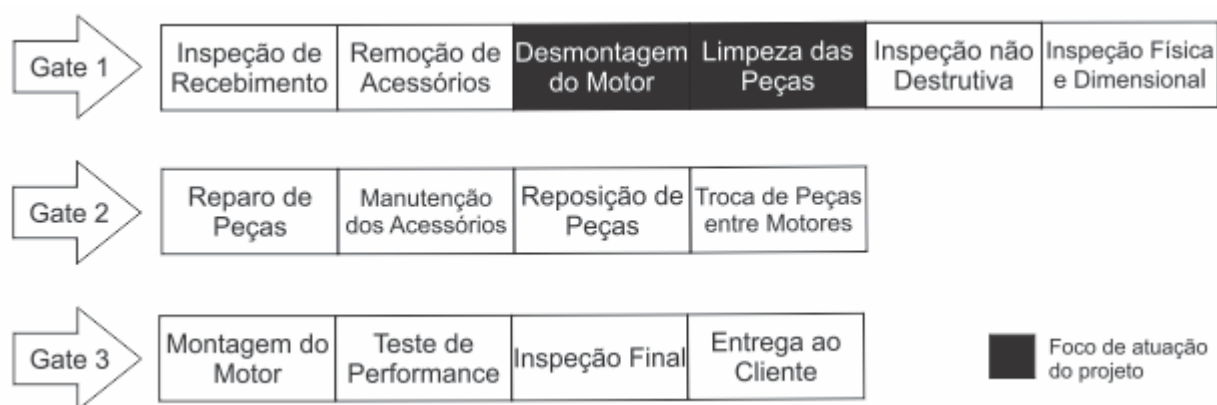 Gate 1
Inspeção de
Recebimento
Remoção de
Acessórios
Desmontagem
do Motor
Limpeza das
Peças
Inspeção não
Destrutiva
Inspeção Física
e Dimensional
Gate 2
Reparo de
Peças
Manutenção
dos Acessórios
Reposição de
Peças
Troca de Peças
entre Motores
Gate 3
Montagem do
Motor
Teste de
Performance
Inspeção Final
Entrega ao
Cliente
Foco de atuação
do projeto